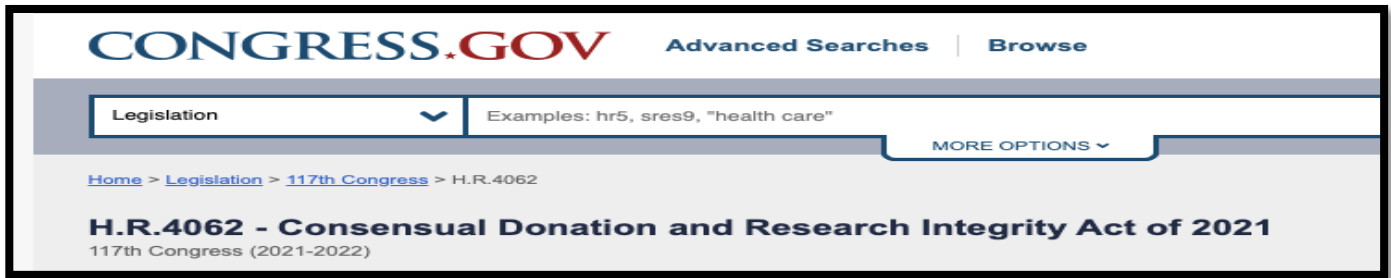 CONGRESS.GOV Advanced Searches Browse
Legislation Examples: hr5, sres9, "health care"
MORE OPTIONS
Home > Legislation > 117th Congress > H.R.4062
H.R.4062 - Consensual Donation and Research Integrity Act of 2021
117th Congress (2021-2022)